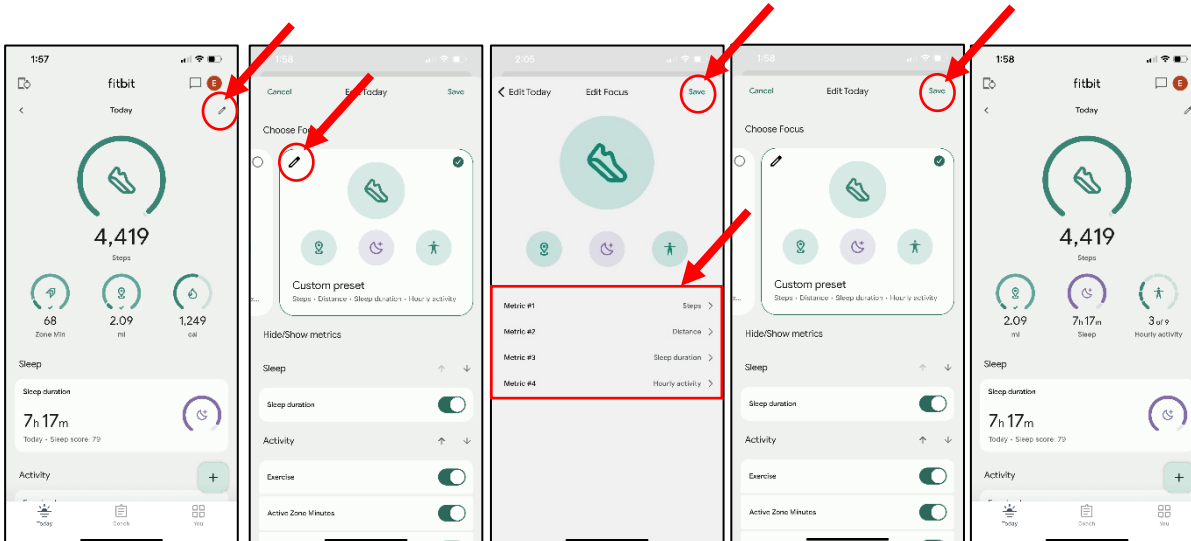 1:57
fitbit
E
Today
4,419
Steps
68
Zone Min
2.09
mi
1,249
cal
Sleep
Sleep duration
7h 17m
Today • Sleep score: 79
Activity
+
Today
Coach
You
1:58
Cancel
Edit Today
Save
Choose Focus
Custom preset
Steps • Distance • Sleep duration • Hourly activity
Hide/Show metrics
Sleep
Sleep duration
Activity
Exercise
Active Zone Minutes
2:05
Edit Today
Edit Focus
Save
Metric #1
Steps
Metric #2
Distance
Metric #3
Sleep duration
Metric #4
Hourly activity
1:58
Cancel
Edit Today
Save
Choose Focus
Custom preset
Steps • Distance • Sleep duration • Hourly activity
Hide/Show metrics
Sleep
Sleep duration
Activity
Exercise
Active Zone Minutes
1:58
fitbit
E
Today
4,419
Steps
2.09
mi
7h 17m
Sleep
3 of 9
Hourly activity
Sleep
Sleep duration
7h 17m
Today • Sleep score: 79
Activity
+
Today
Coach
You